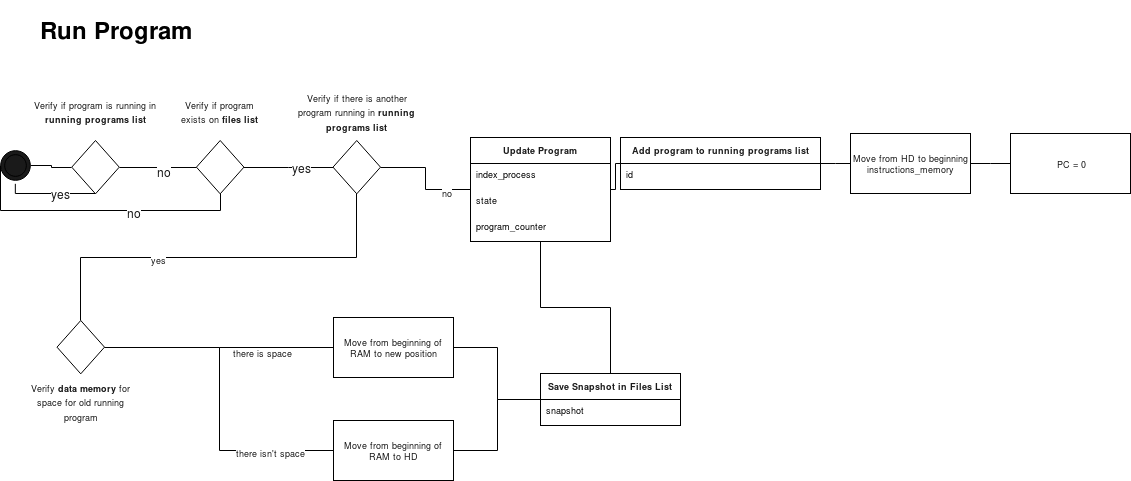 Run Program
Verify if program is running in
running programs list
Verify if program
exists on files list
Verify if there is another
program running in running
programs list
no
yes
yes
no
no
yes
Update Program
index_process
state
program_counter
Add program to running programs list
id
Move from HD to beginning
instructions_memory
PC = 0
Verify data memory for
space for old running
program
there is space
there isn't space
Move from beginning of
RAM to new position
Move from beginning of
RAM to HD
Save Snapshot in Files List
snapshot